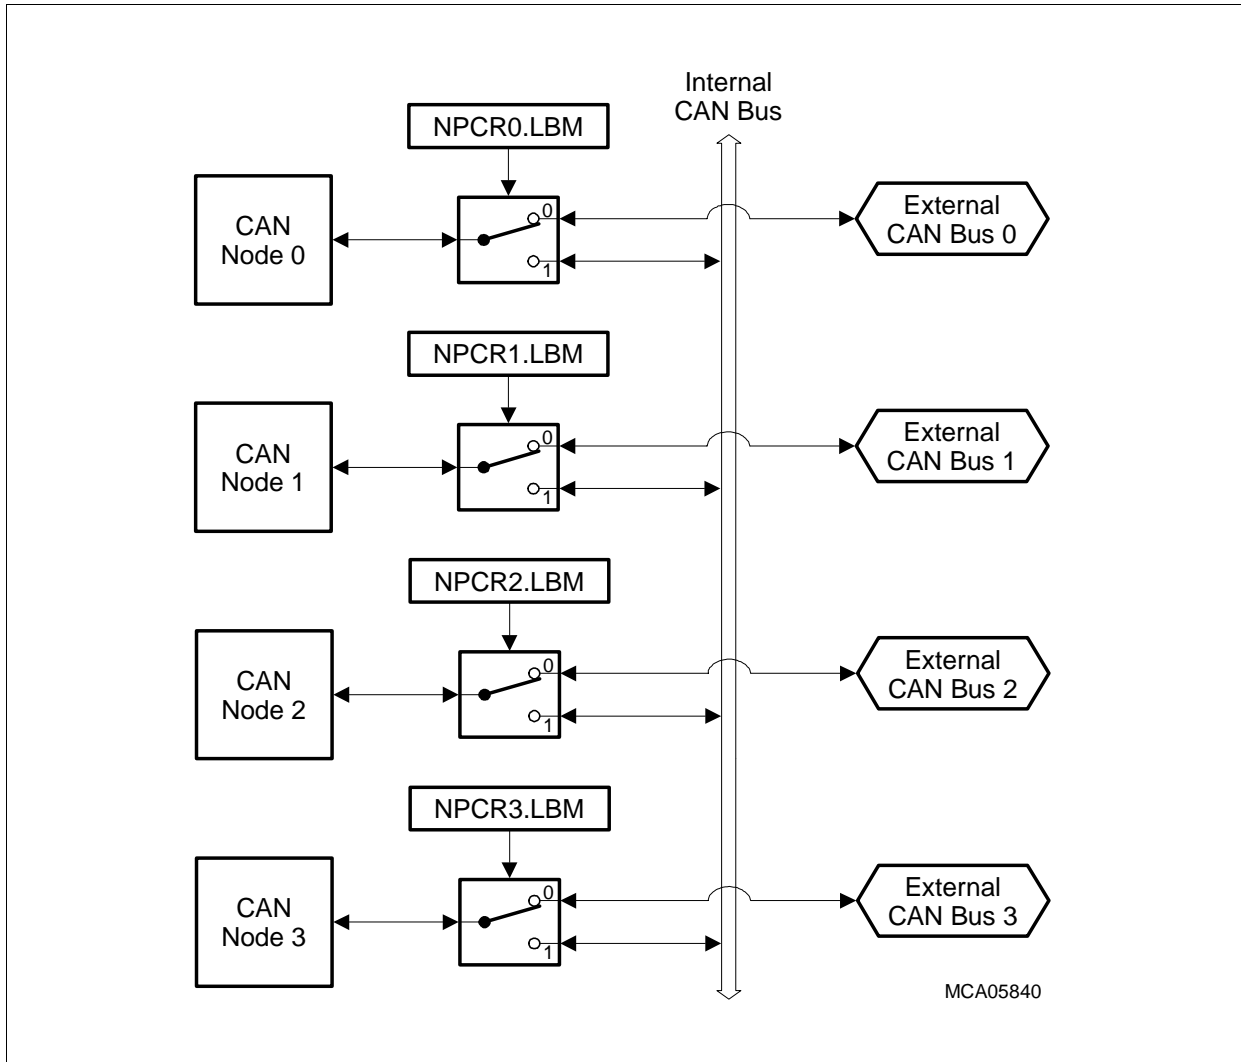 Internal
CAN Bus
NPCR0.LBM
CAN
Node 0
0
1
External
CAN Bus 0
NPCR1.LBM
CAN
Node 1
0
1
External
CAN Bus 1
NPCR2.LBM
CAN
Node 2
0
1
External
CAN Bus 2
NPCR3.LBM
CAN
Node 3
0
1
External
CAN Bus 3
MCA05840